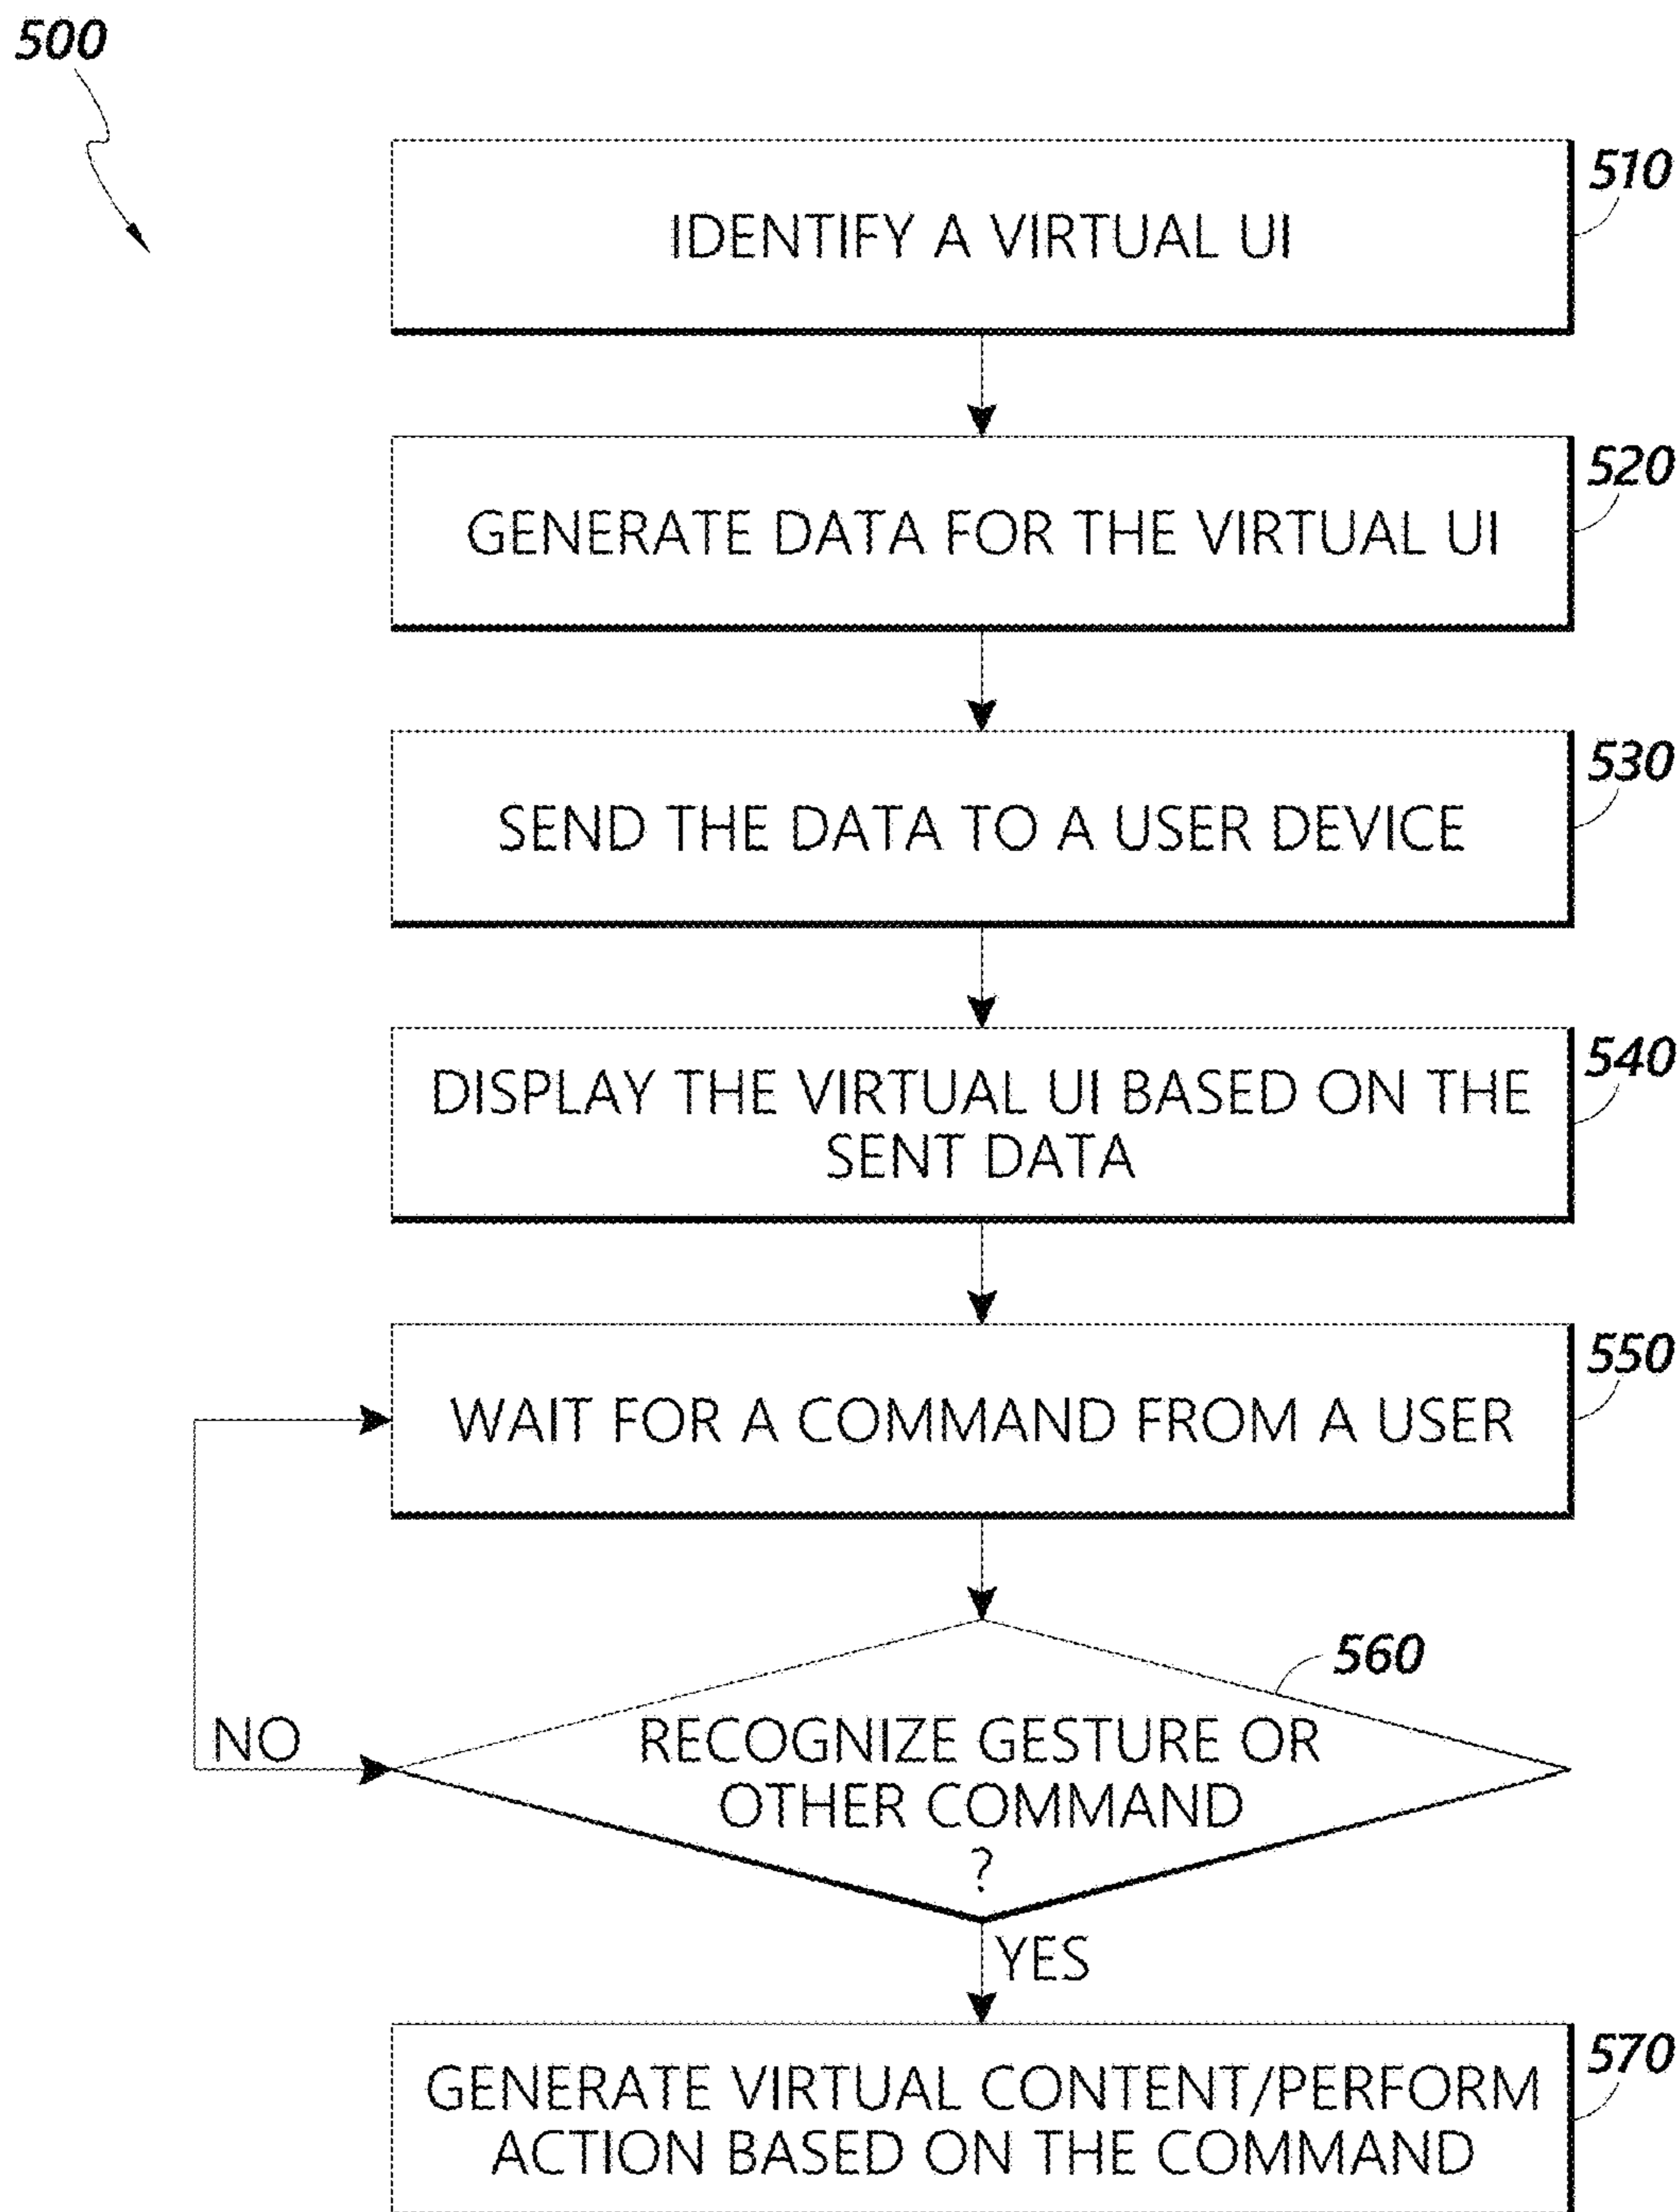 500
510
IDENTIFY A VIRTUAL UI
520
GENERATE DATA FOR THE VIRTUAL UI
530
SEND THE DATA TO A USER DEVICE
540
DISPLAY THE VIRTUAL UI BASED ON THE
SENT DATA
550
WAIT FOR A COMMAND FROM A USER
560
RECOGNIZE GESTURE OR
OTHER COMMAND
?
NO
YES
570
GENERATE VIRTUAL CONTENT/PERFORM
ACTION BASED ON THE COMMAND